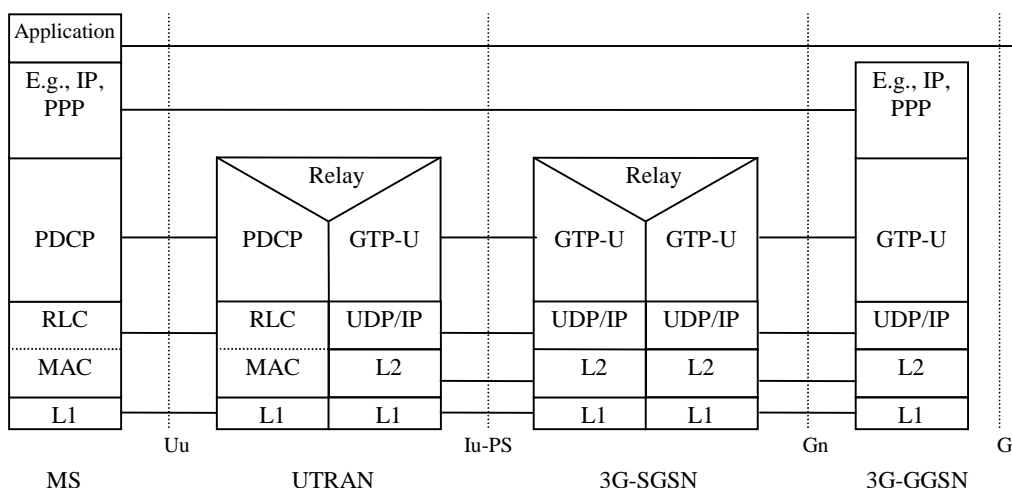 Application
E.g., IP,
PPP
E.g., IP,
PPP
Relay
Relay
PDCP
PDCP
GTP-U
GTP-U
GTP-U
GTP-U
RLC
RLC
UDP/IP
UDP/IP
UDP/IP
UDP/IP
MAC
MAC
L2
L2
L2
L2
L1
L1
L1
L1
L1
L1
Uu
Iu-PS
Gn
G
MS
UTRAN
3G-SGSN
3G-GGSN